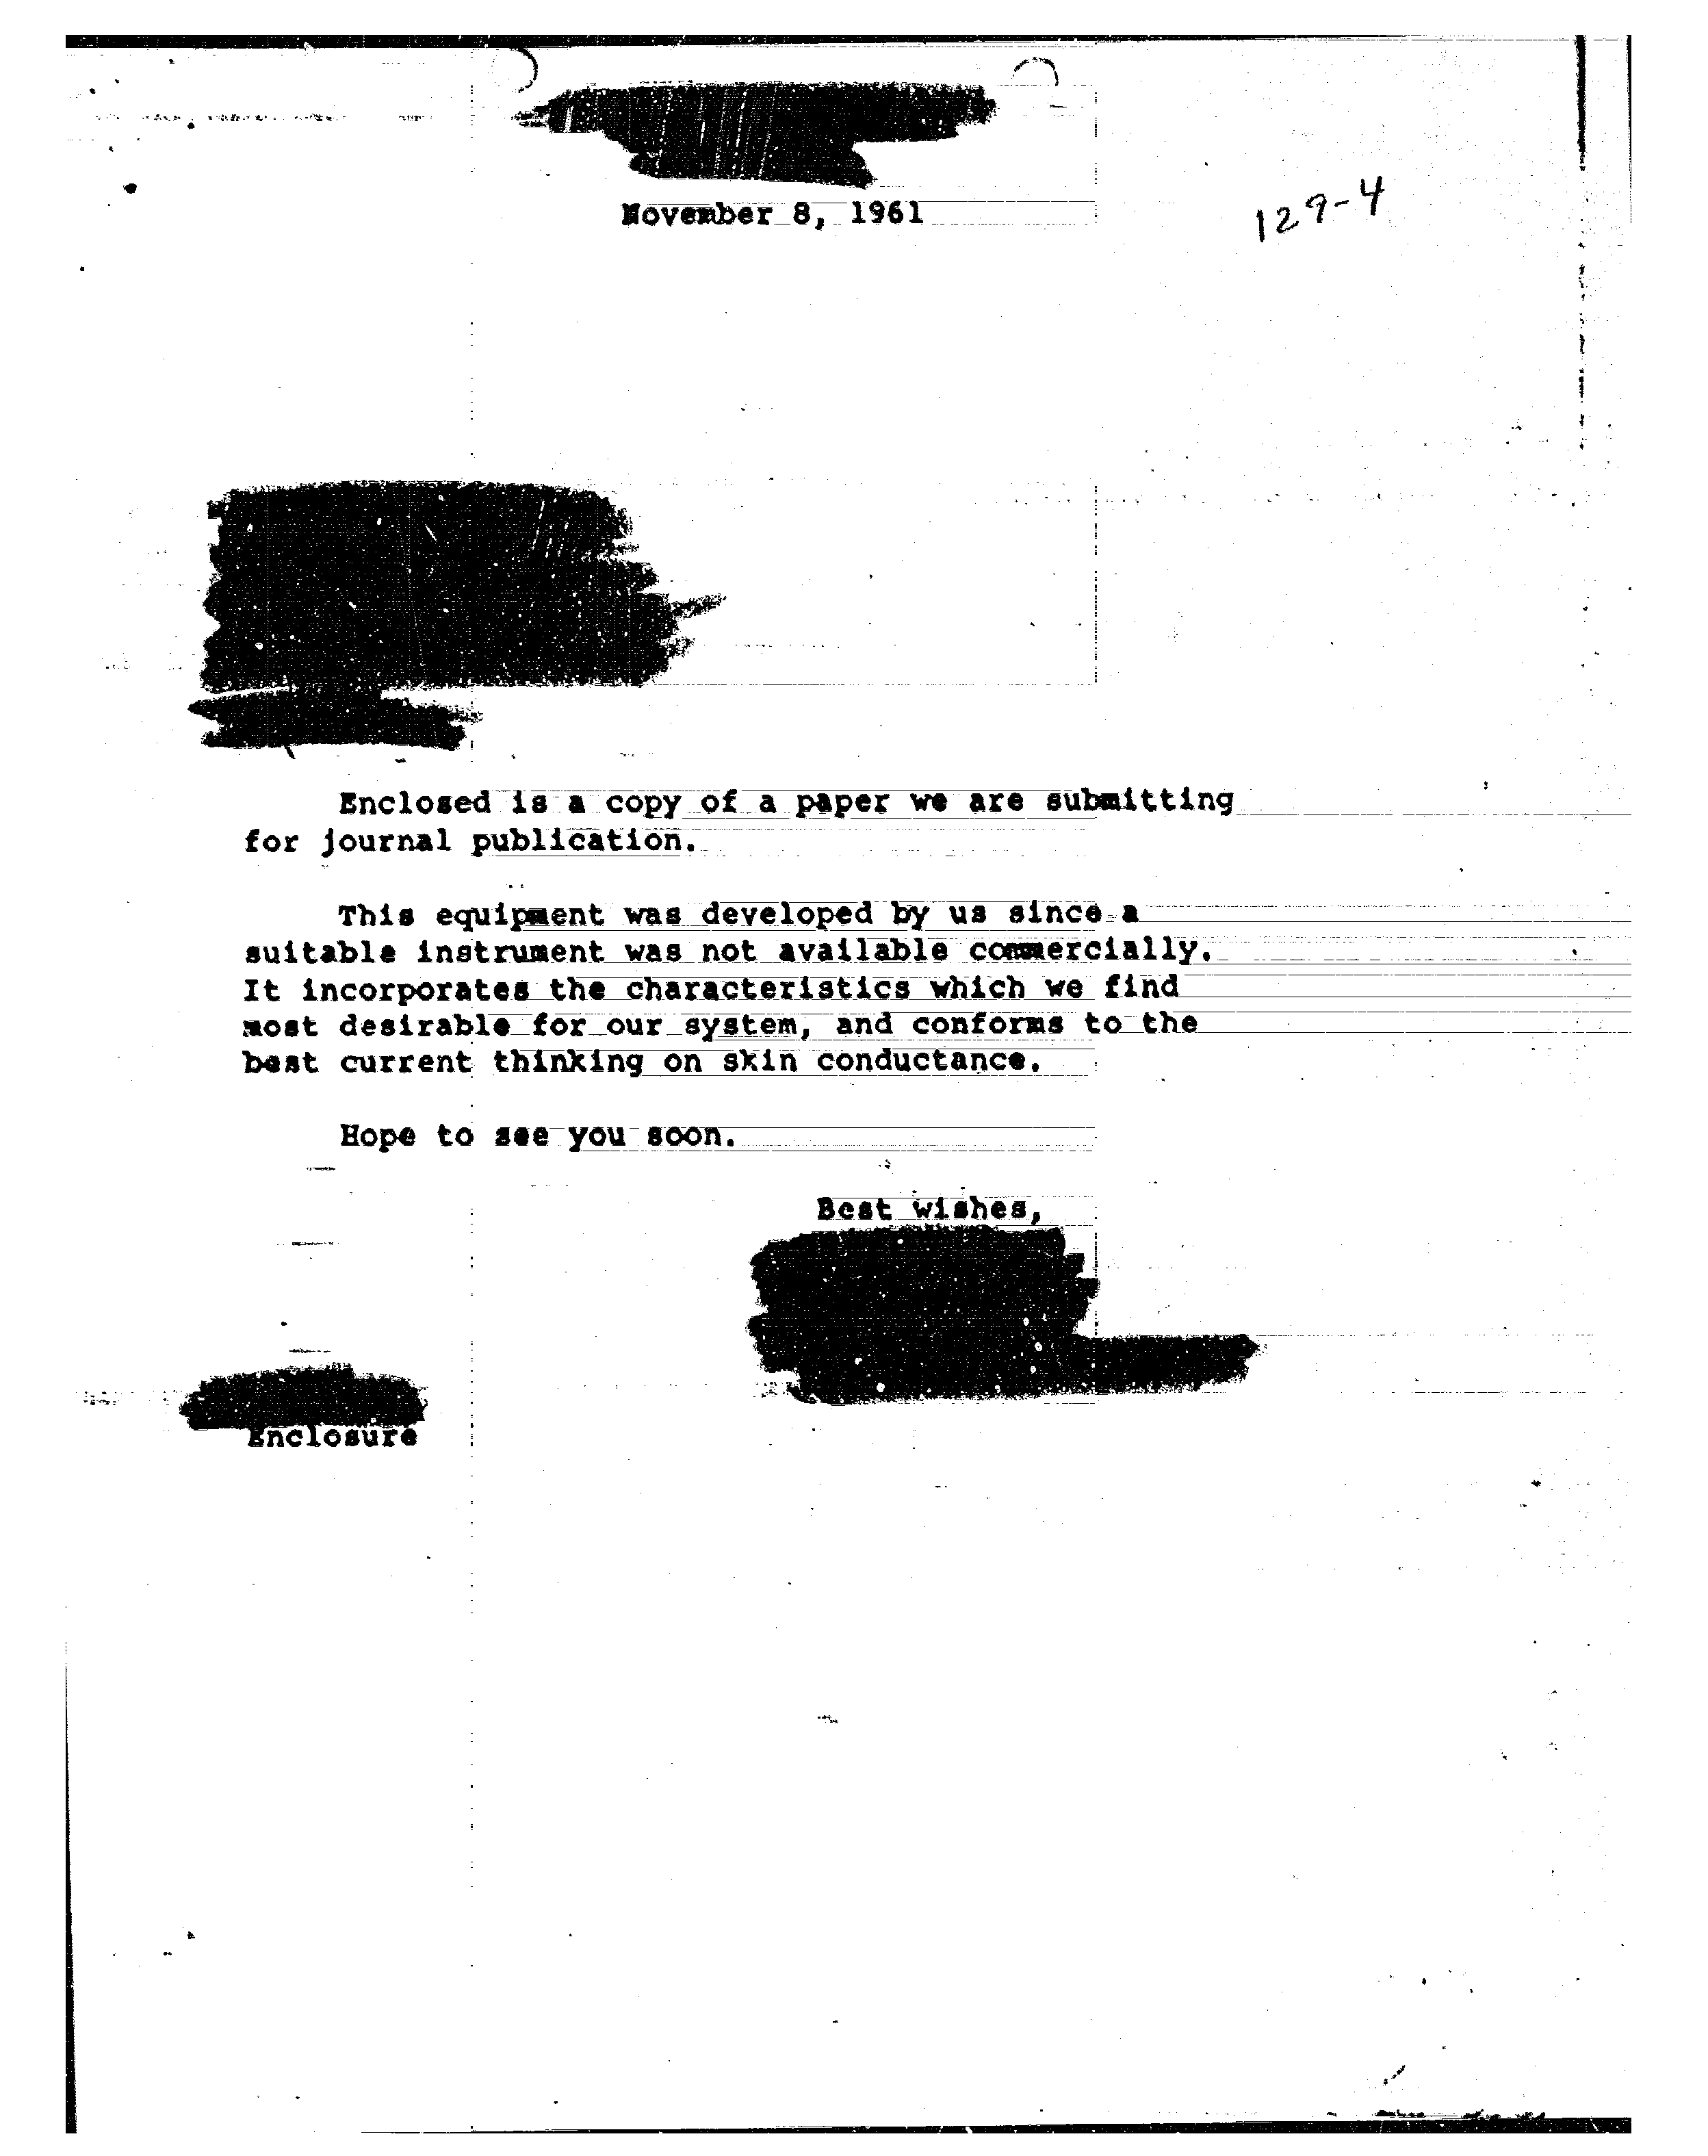 November 8, 1961
129-4
Enclosed is a copy of a paper we are submitting
for journal publication.
This equipment was developed by us since a
suitable instrument was not available commercially.
It incorporates the characteristics which we find
most desirable for our system, and conforms to the
best current thinking on skin conductance.
Hope to see you soon.
Best wishes,
Enclosure